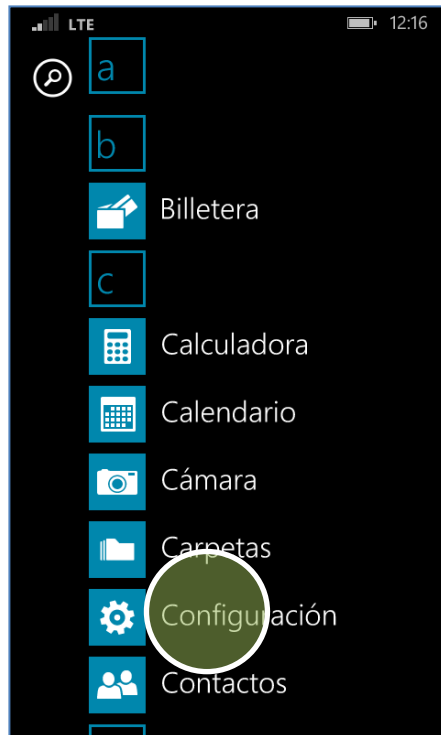 LTE 12:16
a
b
Billetera
c
Calculadora
Calendario
Cámara
Carpetas
Configuración
Contactos